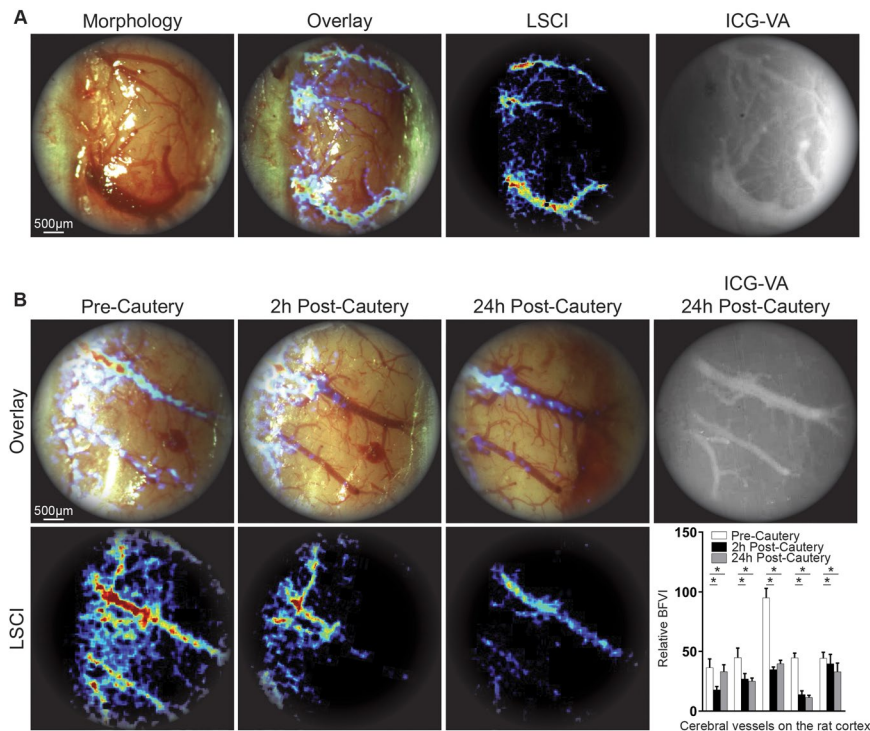 A
Morphology
Overlay
LSCI
ICG-VA
500µm
B
Pre-Cautery
2h Post-Cautery
24h Post-Cautery
ICG-VA
24h Post-Cautery
Overlay
500µm
LSCI
150
100
50
0
Relative BFVI
Pre-Cautery
2h Post-Cautery
24h Post-Cautery
* * * * *
* * * * *
Cerebral vessels on the rat cortex